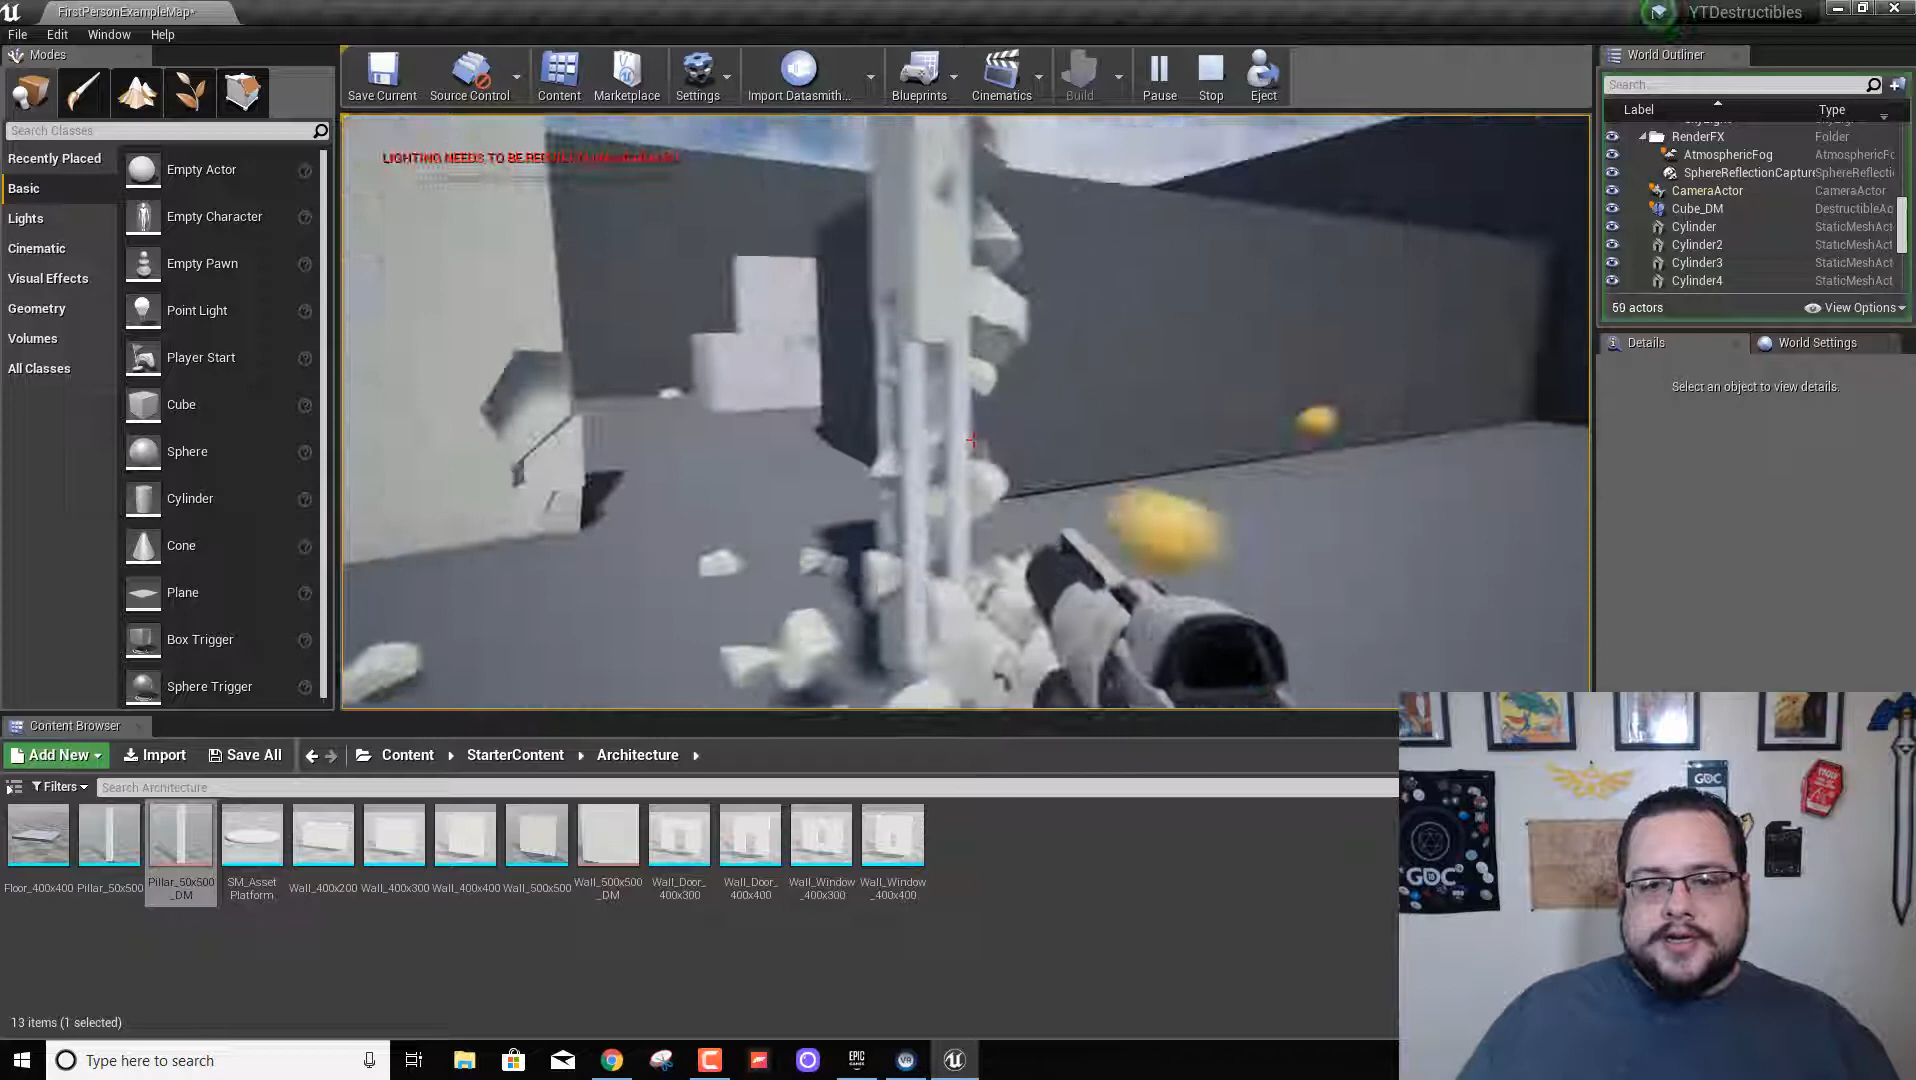 FirstPersonExampleMap*
YTDestructibles
File Edit Window Help
Modes
Search Classes
Recently Placed
Basic
Lights
Cinematic
Visual Effects
Geometry
Volumes
All Classes
Empty Actor
Empty Character
Empty Pawn
Point Light
Player Start
Cube
Sphere
Cylinder
Cone
Plane
Box Trigger
Sphere Trigger
Save Current
Source Control
Content
Marketplace
Settings
Import Datasmith...
Blueprints
Cinematics
Build
Pause
Stop
Eject
LIGHTING NEEDS TO BE REBUILT
World Outliner
Search...
Label Type
RenderFX Folder
AtmosphericFog AtmosphericFo
SphereReflectionCapture SphereReflecti
CameraActor CameraActor
Cube_DM DestructibleAc
Cylinder StaticMeshAct
Cylinder2 StaticMeshAct
Cylinder3 StaticMeshAct
Cylinder4 StaticMeshAct
59 actors View Options
Details World Settings
Select an object to view details.
Content Browser
Add New Import Save All Content StarterContent Architecture
Filters Search Architecture
Floor_400x400
Pillar_50x500
Pillar_50x500
_DM
SM_Asset
Platform
Wall_400x200
Wall_400x300
Wall_400x400
Wall_500x500
Wall_500x500
_DM
Wall_Door_
400x300
Wall_Door_
400x400
Wall_Window
_400x300
Wall_Window
_400x400
13 items (1 selected)
GDC
GDC
Type here to search
EPIC
GAMES
VR